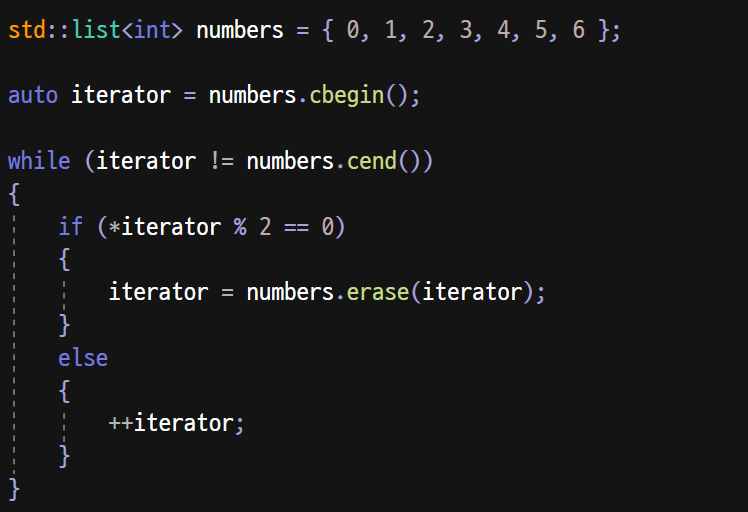 std::list<int> numbers = { 0, 1, 2, 3, 4, 5, 6 };
auto iterator = numbers.cbegin();
while (iterator != numbers.cend())
{
if (*iterator % 2 == 0)
{
iterator = numbers.erase(iterator);
}
else
{
++iterator;
}
}